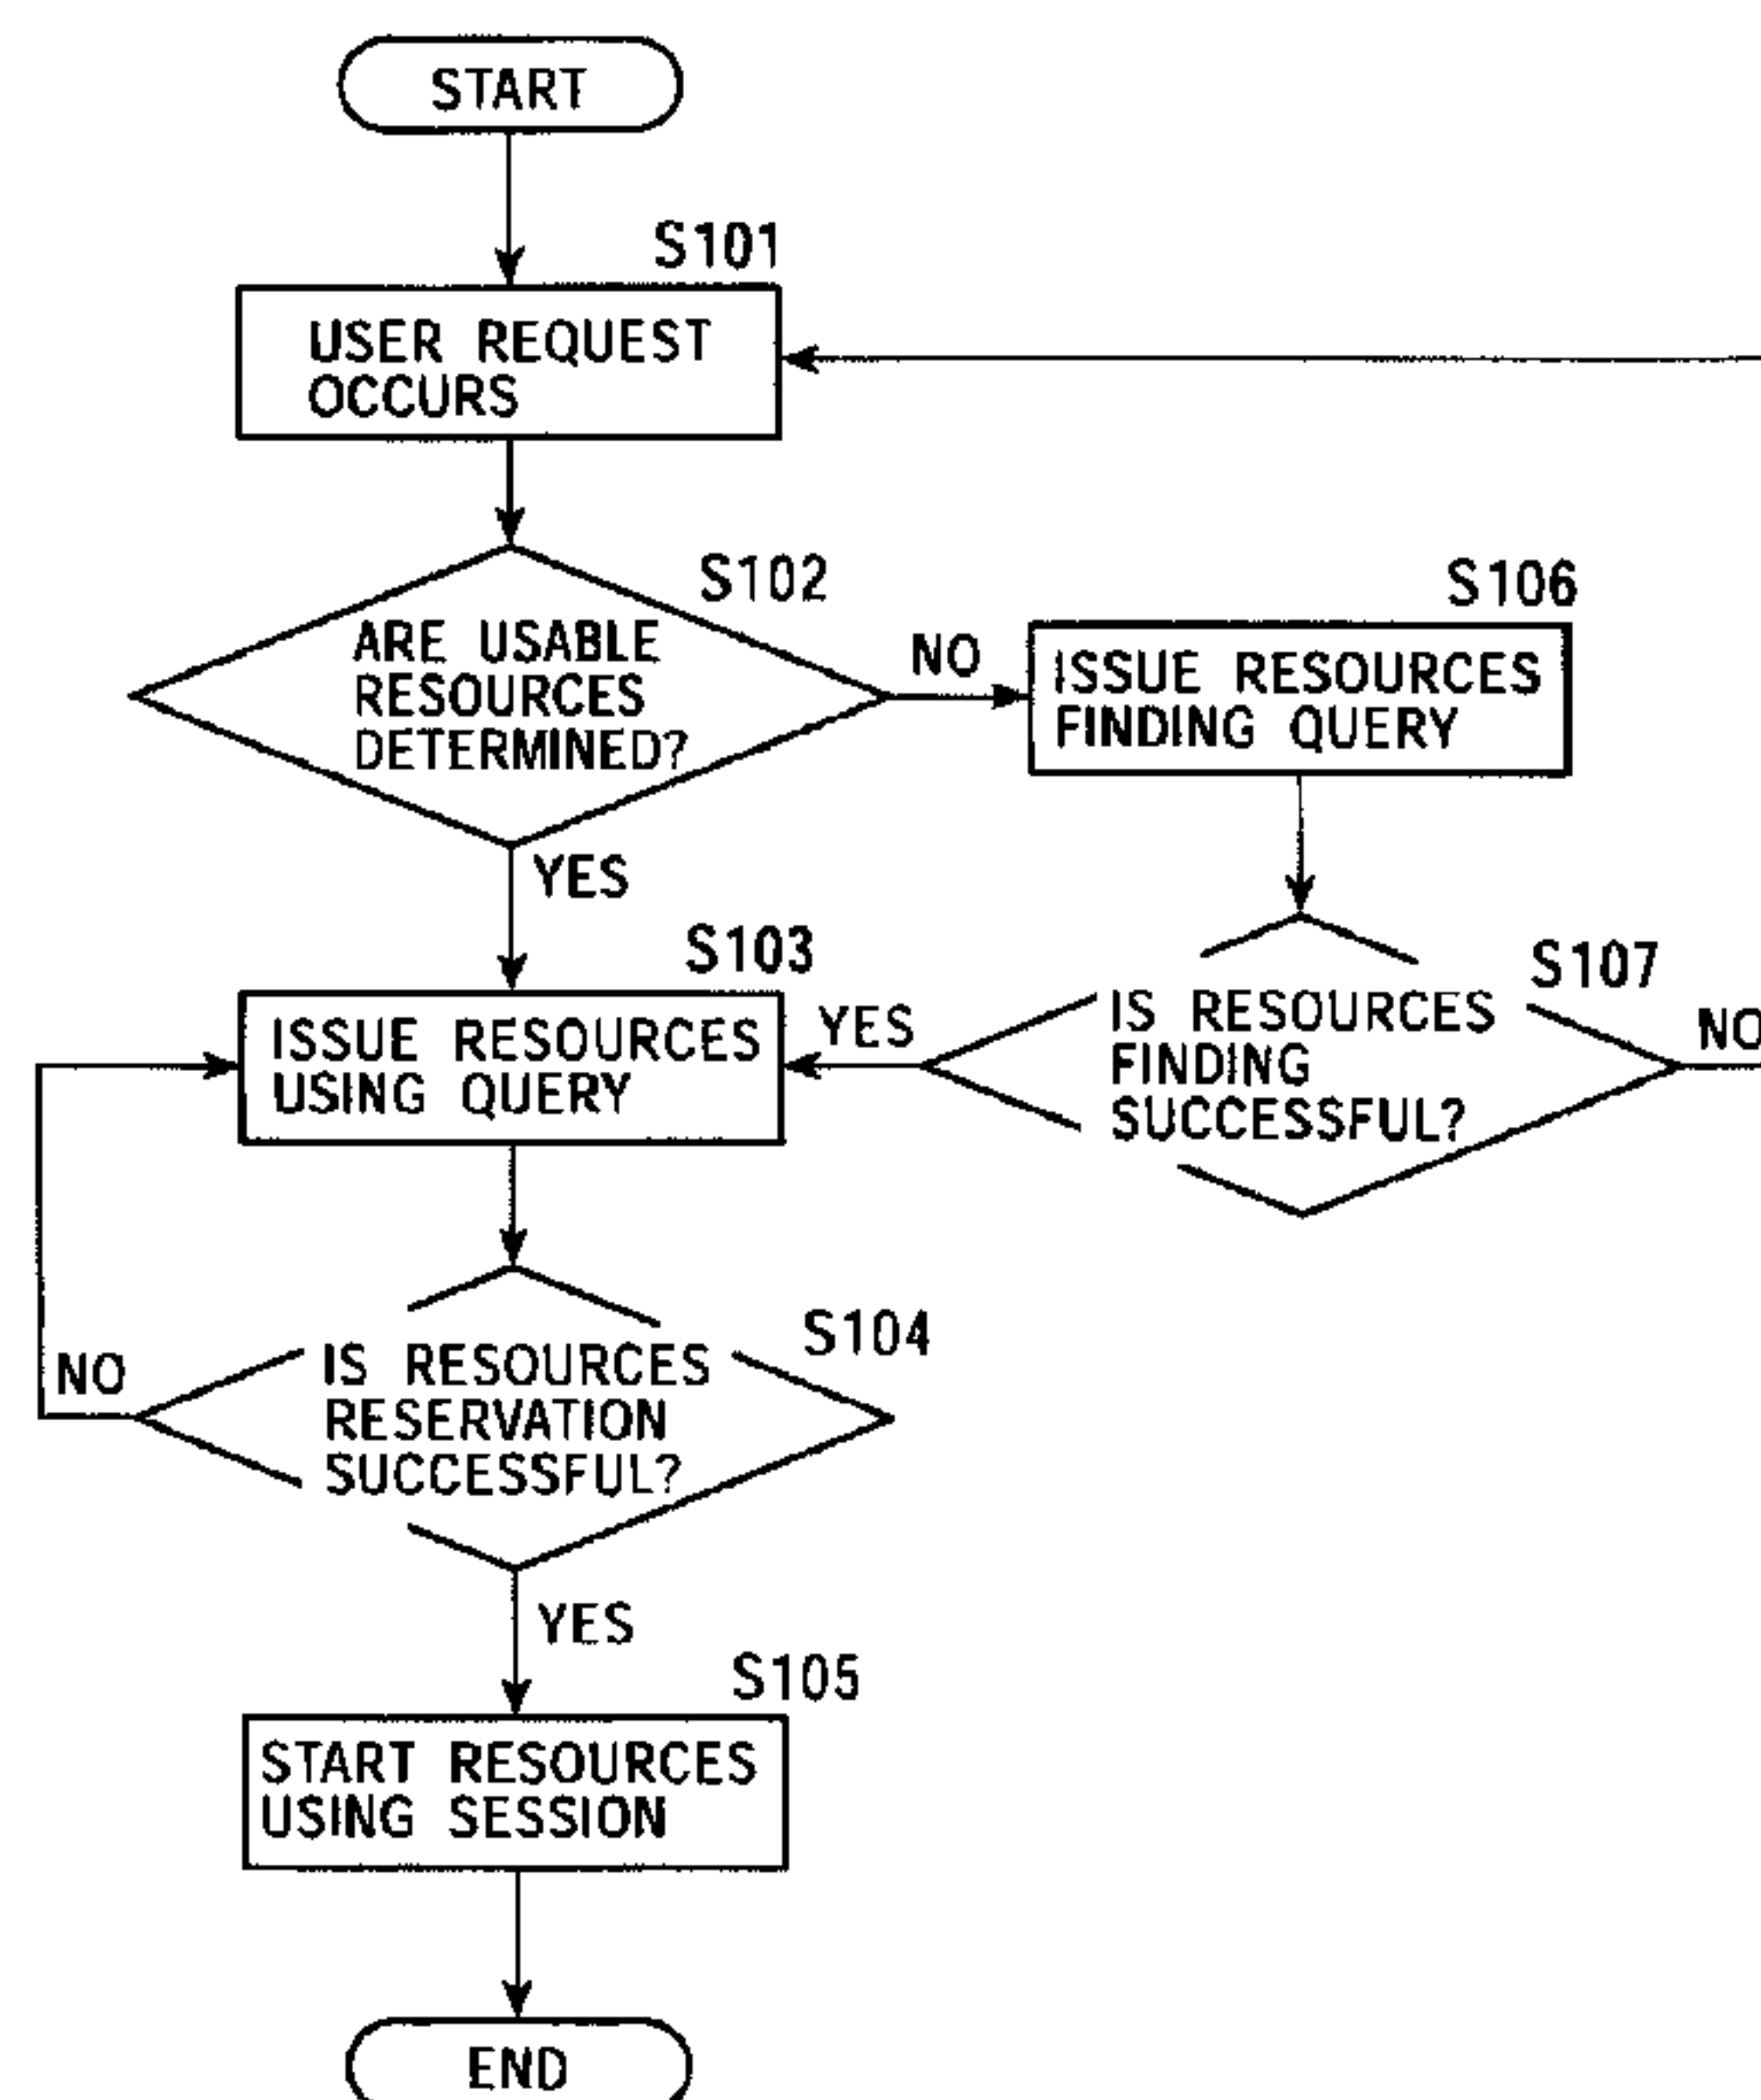 START
S101
USER REQUEST
OCCURS
S102
ARE USABLE
RESOURCES
DETERMINED?
NO
S106
ISSUE RESOURCES
FINDING QUERY
YES
S103
ISSUE RESOURCES
USING QUERY
YES
S107
IS RESOURCES
FINDING
SUCCESSFUL?
NO
S104
IS RESOURCES
RESERVATION
SUCCESSFUL?
NO
YES
S105
START RESOURCES
USING SESSION
END